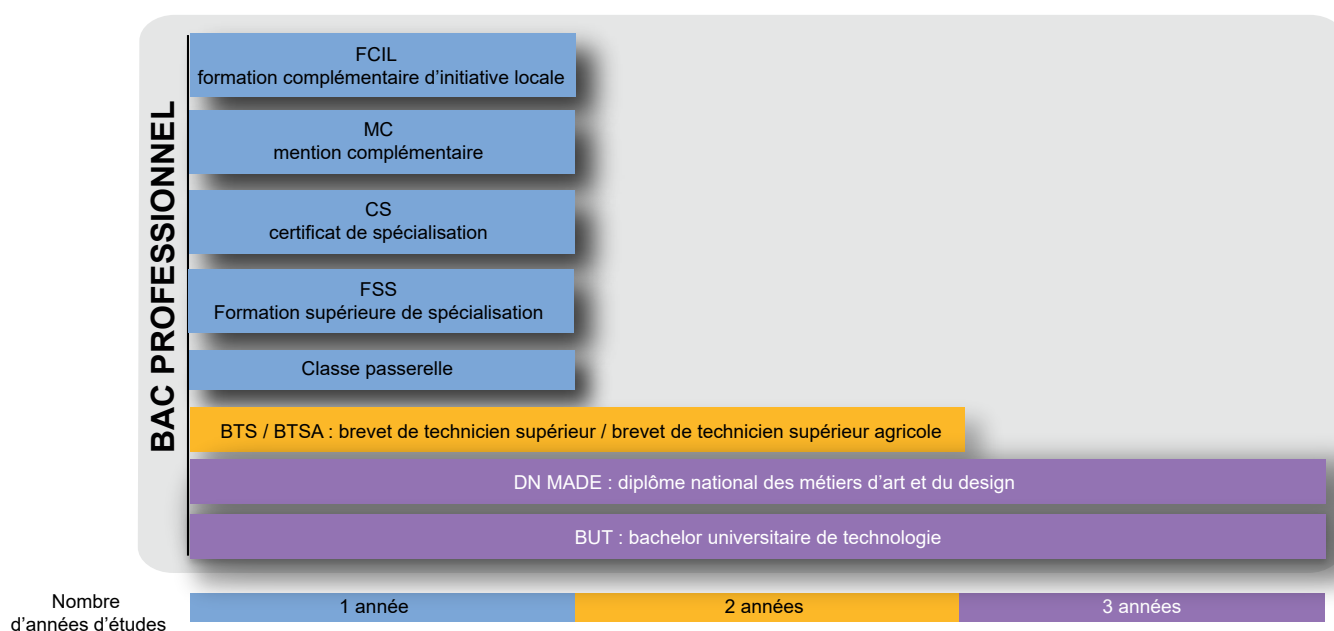 BAC PROFESSIONNEL
FCIL
formation complémentaire d’initiative locale
MC
mention complémentaire
CS
certificat de spécialisation
FSS
Formation supérieure de spécialisation
Classe passerelle
BTS / BTSA : brevet de technicien supérieur / brevet de technicien supérieur agricole
DN MADE : diplôme national des métiers d’art et du design
BUT : bachelor universitaire de technologie
Nombre
d’années d’études
1 année
2 années
3 années